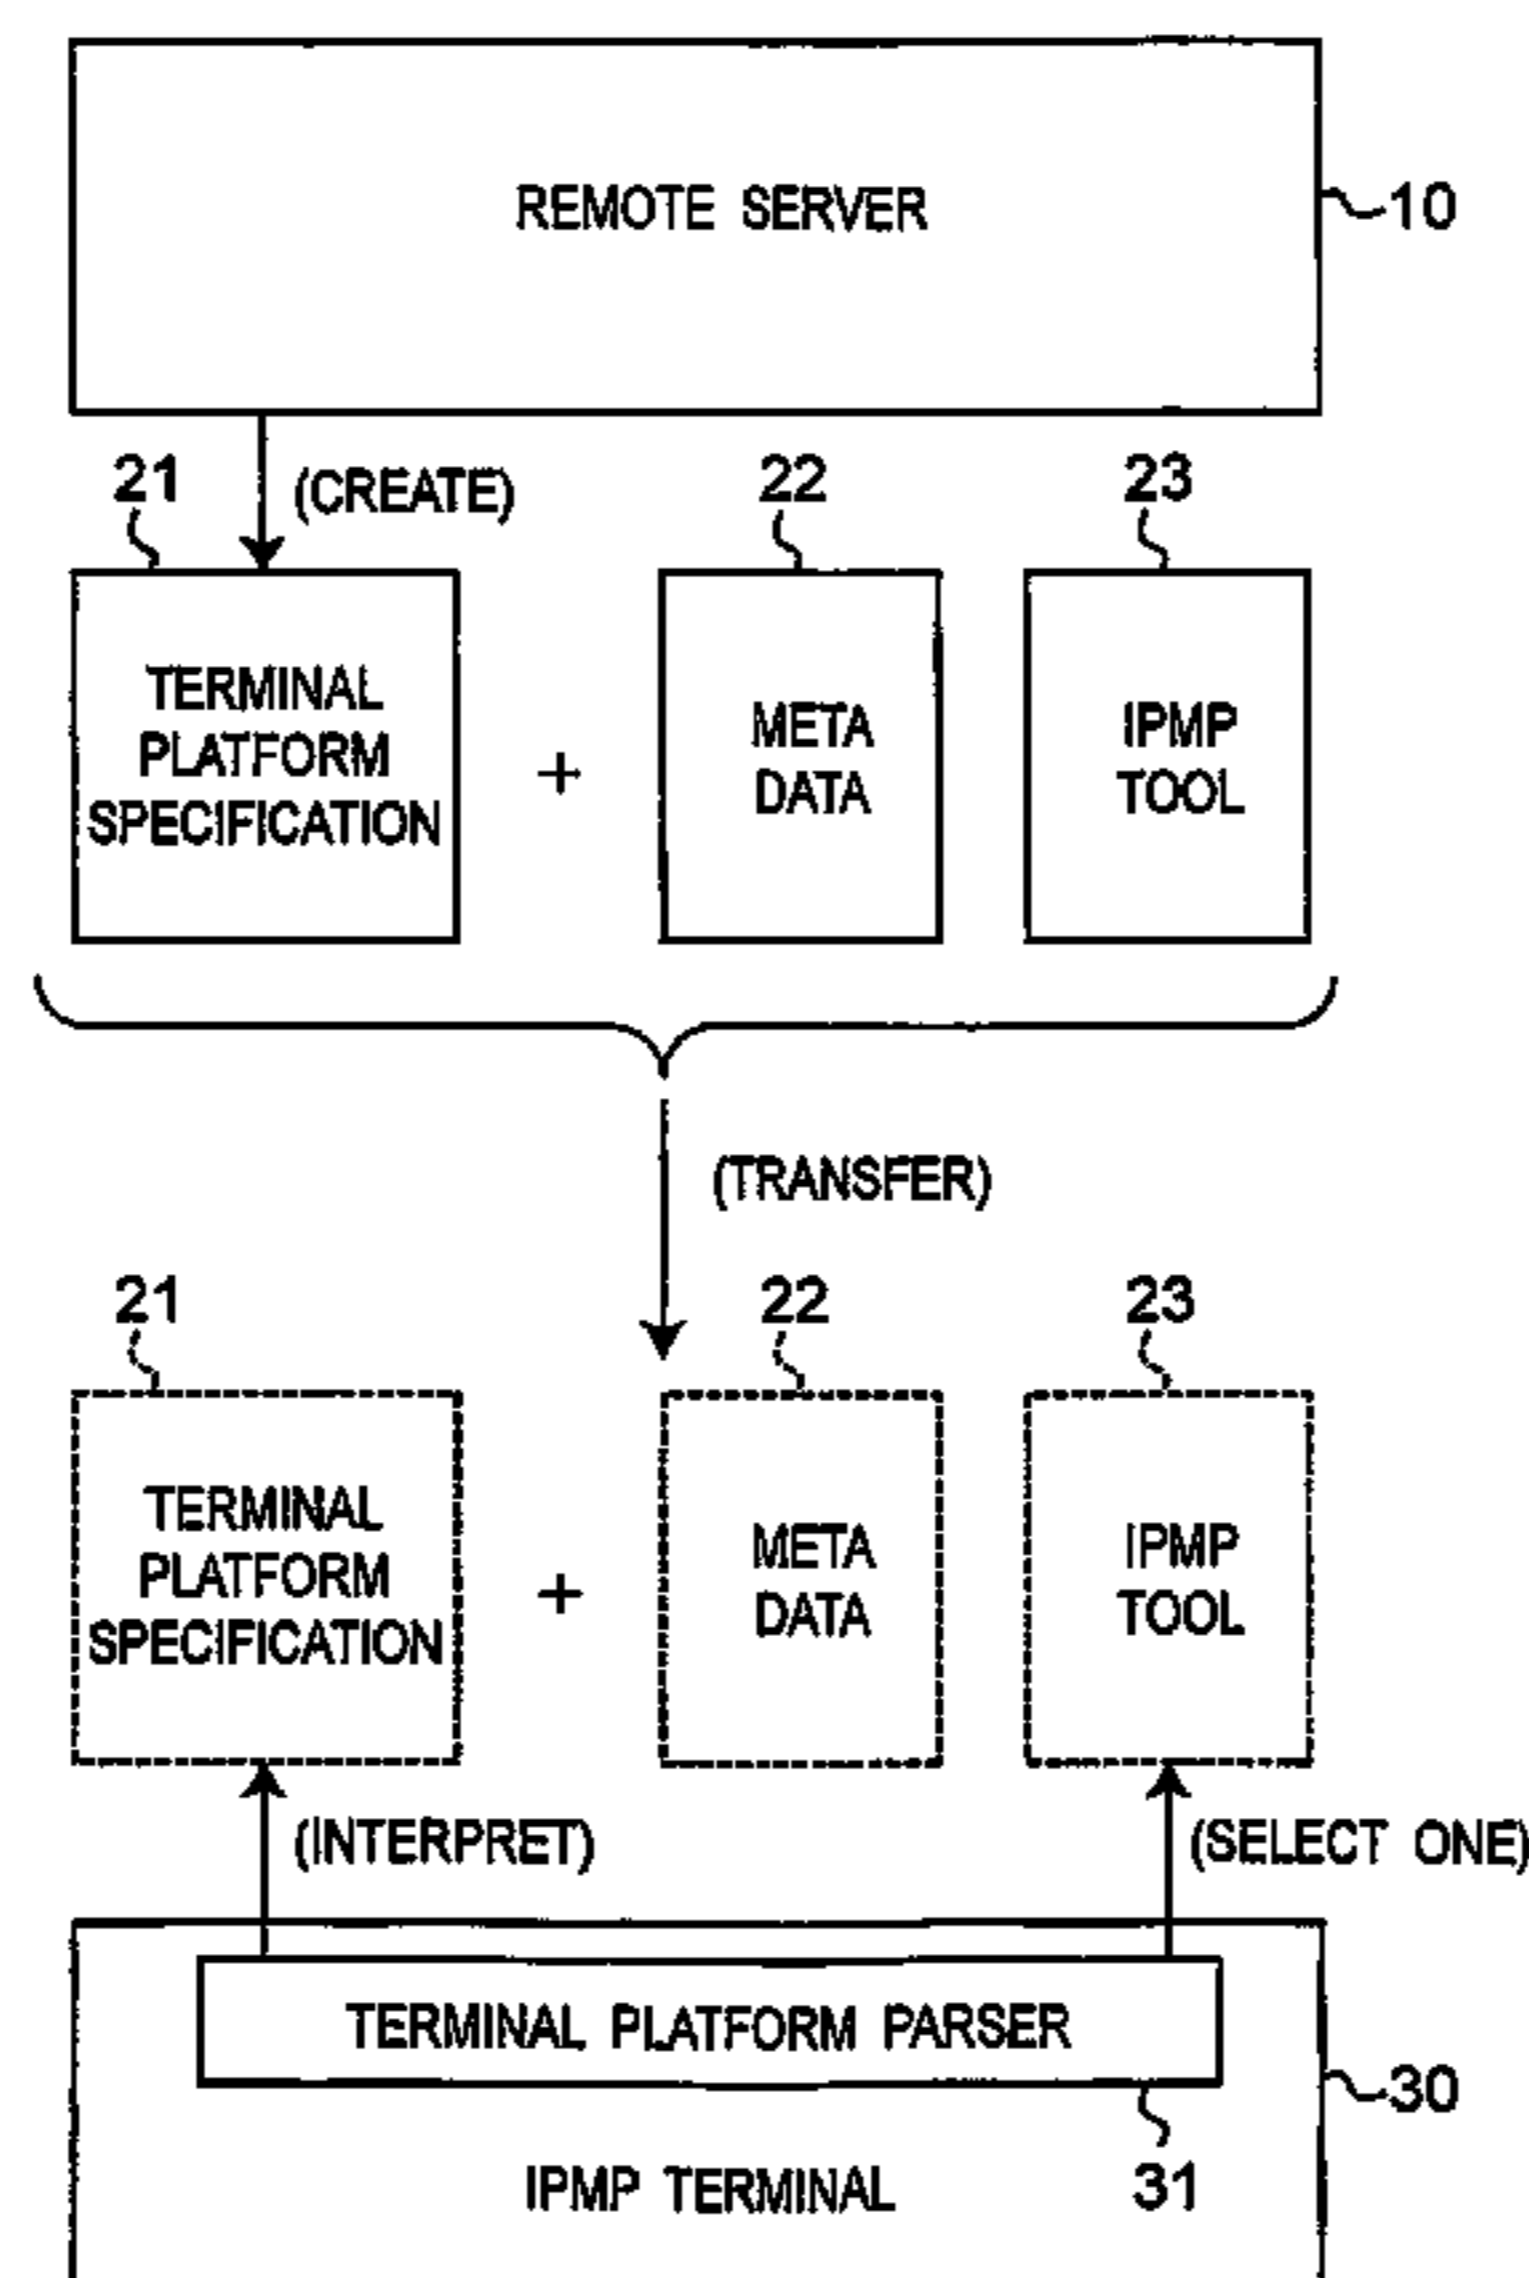 REMOTE SERVER
10
21
(CREATE)
22
23
TERMINAL
PLATFORM
SPECIFICATION
+
META
DATA
IPMP
TOOL
(TRANSFER)
21
22
23
TERMINAL
PLATFORM
SPECIFICATION
+
META
DATA
IPMP
TOOL
(INTERPRET)
(SELECT ONE)
TERMINAL PLATFORM PARSER
30
31
IPMP TERMINAL